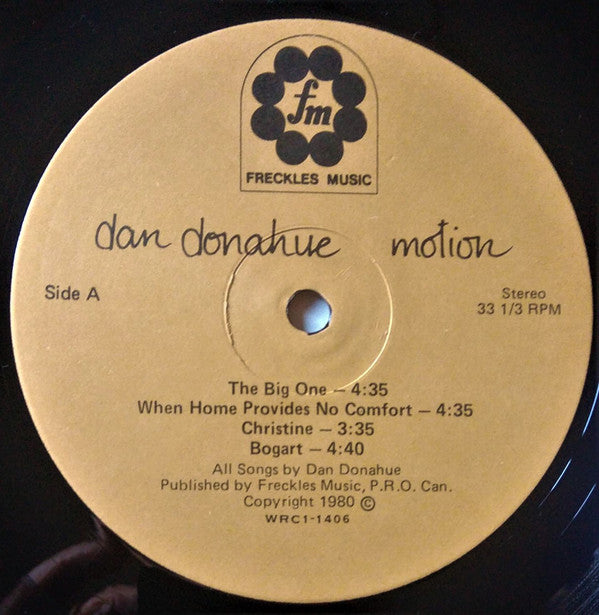 fm
FRECKLES MUSIC
dan donahue motion
Side A
Stereo
33 1/3 RPM
The Big One – 4:35
When Home Provides No Comfort – 4:35
Christine – 3:35
Bogart – 4:40
All Songs by Dan Donahue
Published by Freckles Music, P.R.O. Can.
Copyright 1980 ©
WRC1-1406